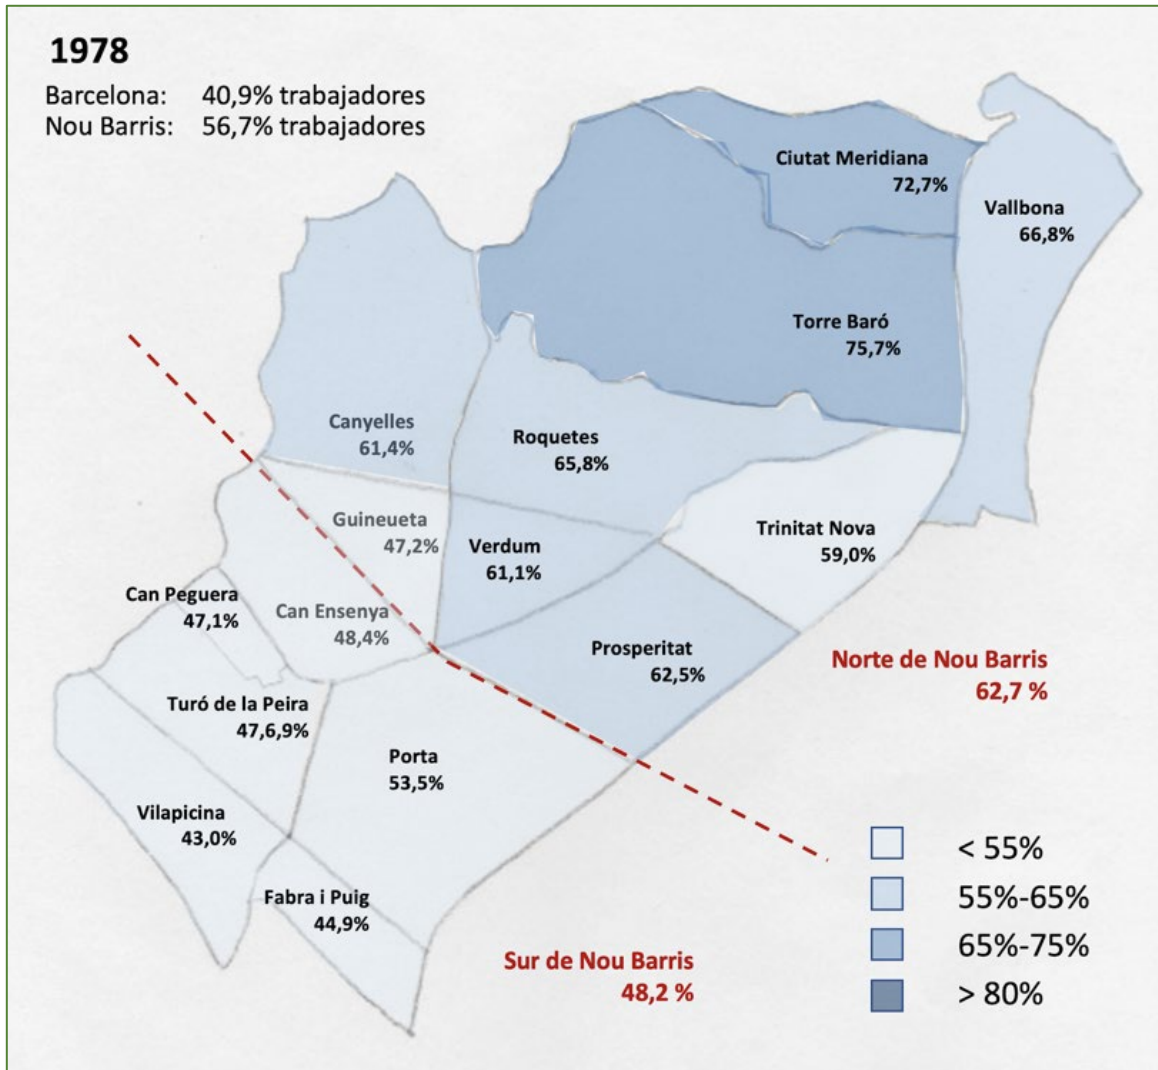 1978
Barcelona: 40,9% trabajadores
Nou Barris: 56,7% trabajadores
Ciutat Meridiana
72,7%
Vallbona
66,8%
Torre Baró
75,7%
Canyelles
61,4%
Roquetes
65,8%
Guineueta
47,2%
Verdum
61,1%
Trinitat Nova
59,0%
Can Peguera
47,1%
Can Ensenya
48,4%
Prosperitat
62,5%
Norte de Nou Barris
62,7 %
Turó de la Peira
47,6,9%
Porta
53,5%
Vilapicina
43,0%
Fabra i Puig
44,9%
Sur de Nou Barris
48,2 %
< 55%
55%-65%
65%-75%
> 80%